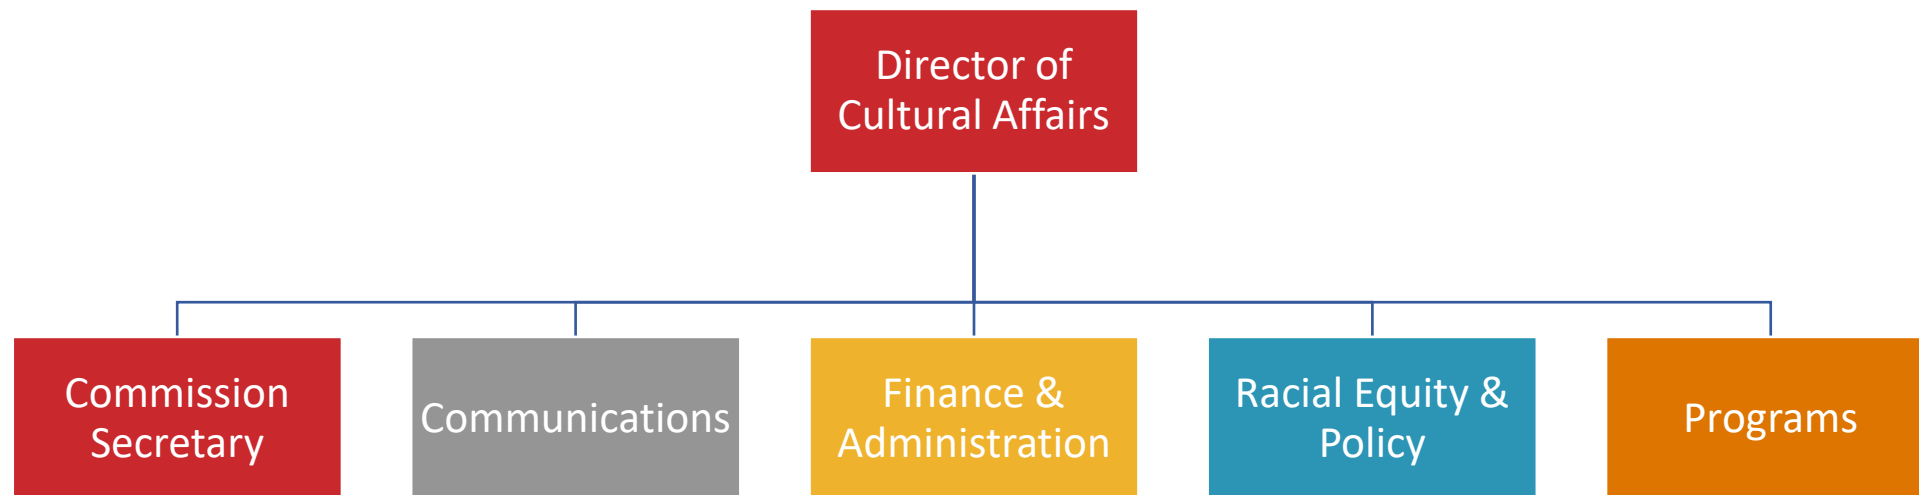 Director of
Cultural Affairs
Commission
Secretary
Communications
Finance &
Administration
Racial Equity &
Policy
Programs